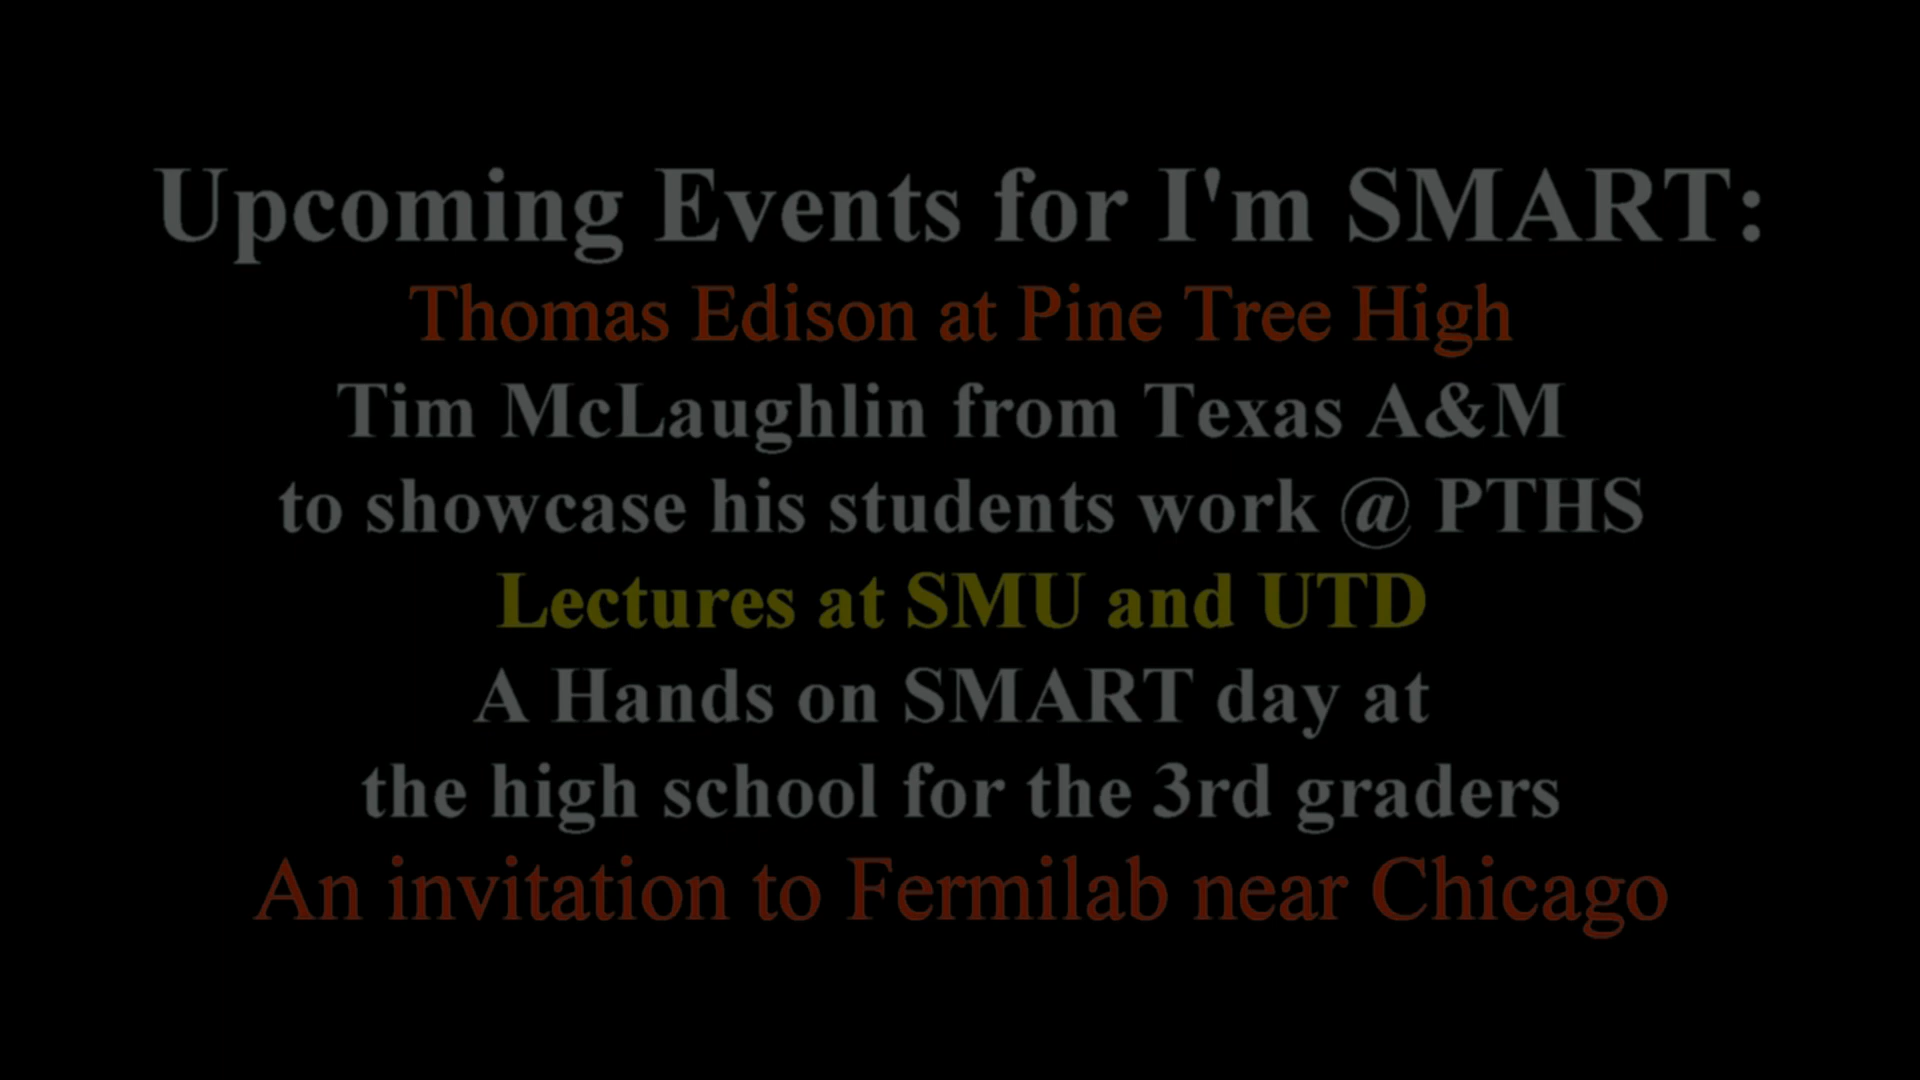 Upcoming Events for I'm SMART:
Thomas Edison at Pine Tree High
Tim McLaughlin from Texas A&M
to showcase his students work @ PTHS
Lectures at SMU and UTD
A Hands on SMART day at
the high school for the 3rd graders
An invitation to Fermilab near Chicago